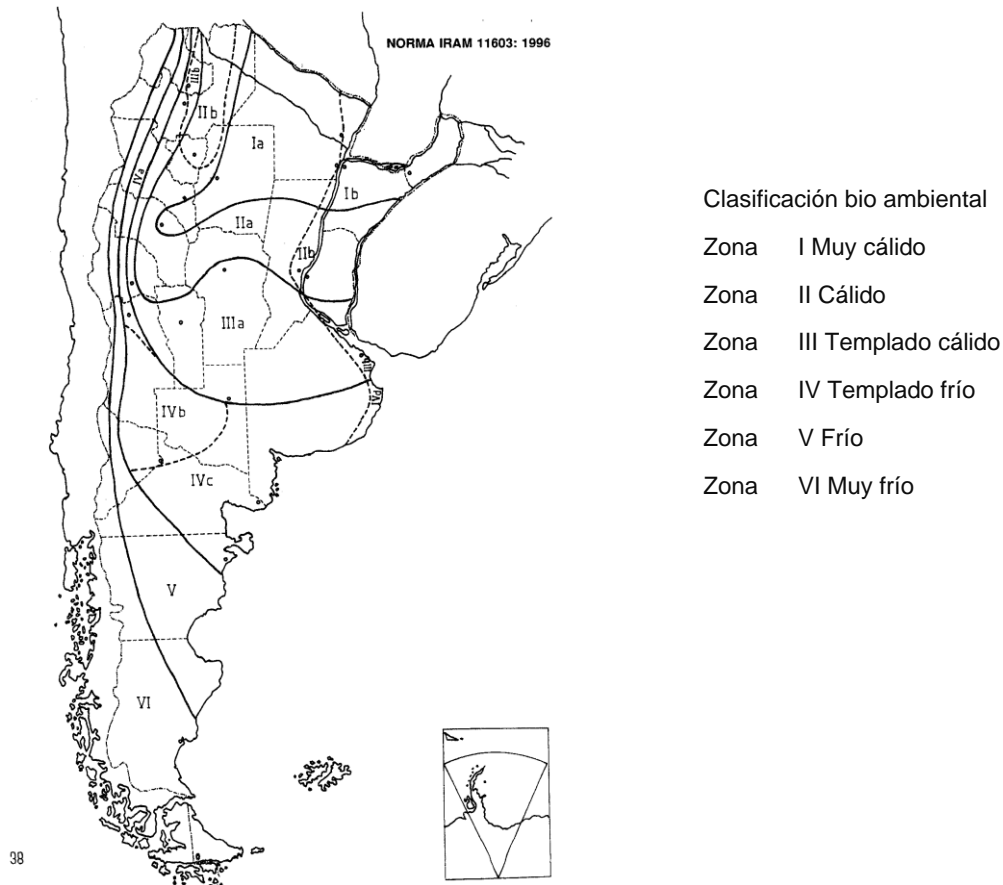 NORMA IRAM 11603: 1996
IIIb
IIb
Ia
IVa
Ib
IIa
IIb
IIIa
IVb
IVc
V
VI
38
Clasificación bio ambiental
Zona I Muy cálido
Zona II Cálido
Zona III Templado cálido
Zona IV Templado frío
Zona V Frío
Zona VI Muy frío